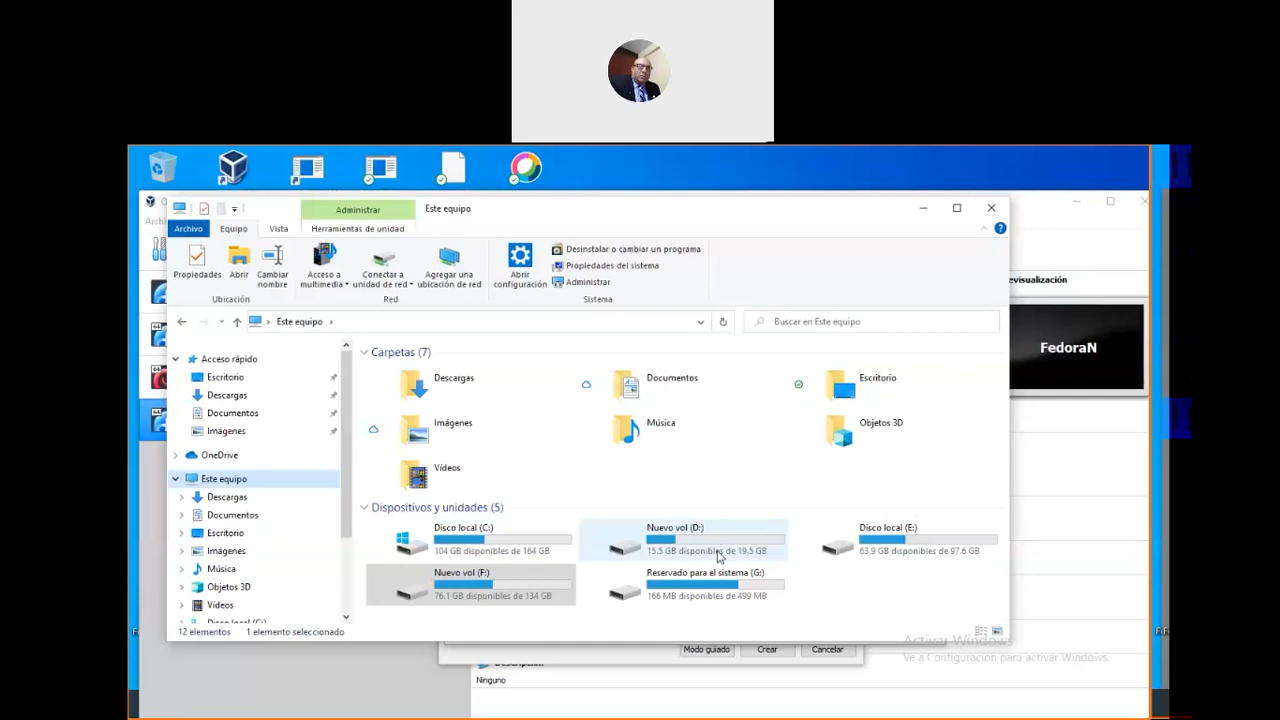 Administrar
Este equipo
Archivo
Equipo
Vista
Herramientas de unidad
Propiedades
Abrir
Cambiar
nombre
Ubicación
Acceso a
multimedia
Conectar a
unidad de red
Agregar una
ubicación de red
Red
Abrir
configuración
Desinstalar o cambiar un programa
Propiedades del sistema
Administrar
Sistema
Este equipo
Buscar en Este equipo
Acceso rápido
Escritorio
Descargas
Documentos
Imágenes
OneDrive
Este equipo
Descargas
Documentos
Escritorio
Imágenes
Música
Objetos 3D
Vídeos
Carpetas (7)
Descargas
Documentos
Escritorio
Imágenes
Música
Objetos 3D
Vídeos
Dispositivos y unidades (5)
Disco local (C:)
104 GB disponibles de 164 GB
Nuevo vol (D:)
15.5 GB disponibles de 19.5 GB
Disco local (E:)
63.9 GB disponibles de 97.6 GB
Nuevo vol (F:)
76.1 GB disponibles de 134 GB
Reservado para el sistema (G:)
166 MB disponibles de 499 MB
12 elementos
1 elemento seleccionado
FedoraN
Activar Windows
Ve a Configuración para activar Windows.
Modo guiado
Crear
Cancelar
Ninguno